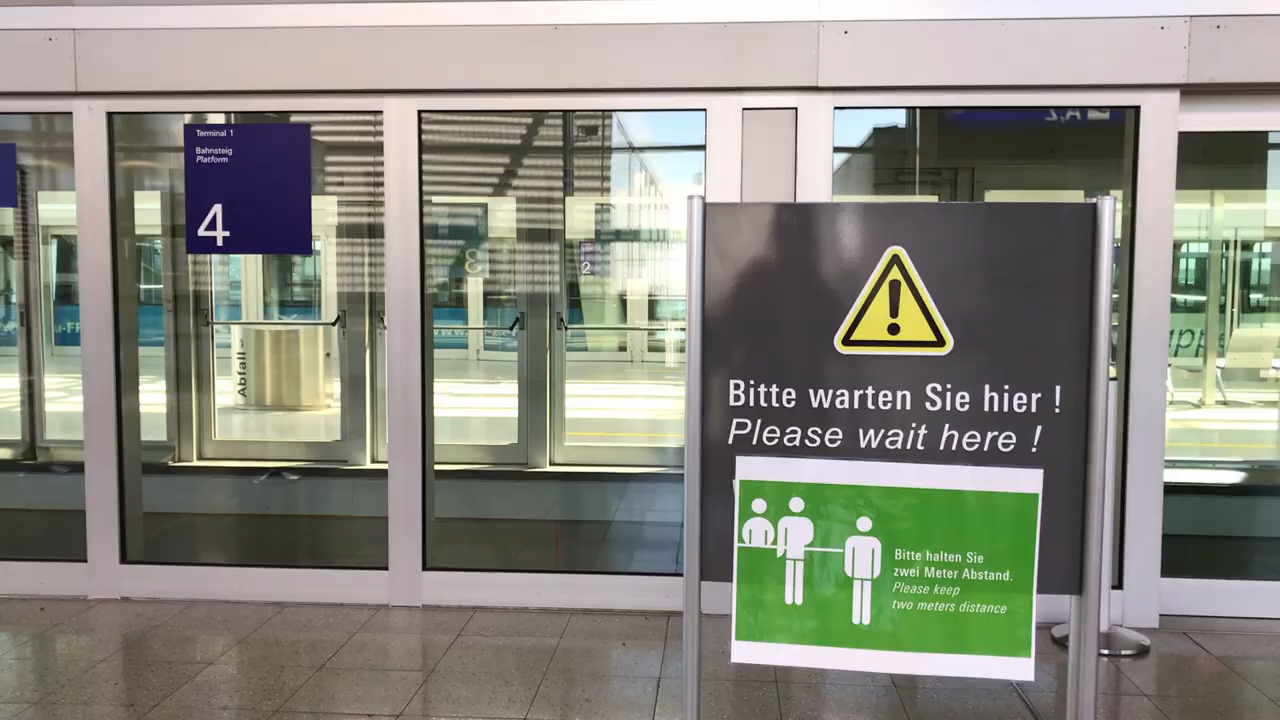 Terminal 1
Bahnsteig
Platform
4
2
Abfall
Bitte warten Sie hier !
Please wait here !
Bitte halten Sie
zwei Meter Abstand.
Please keep
two meters distance